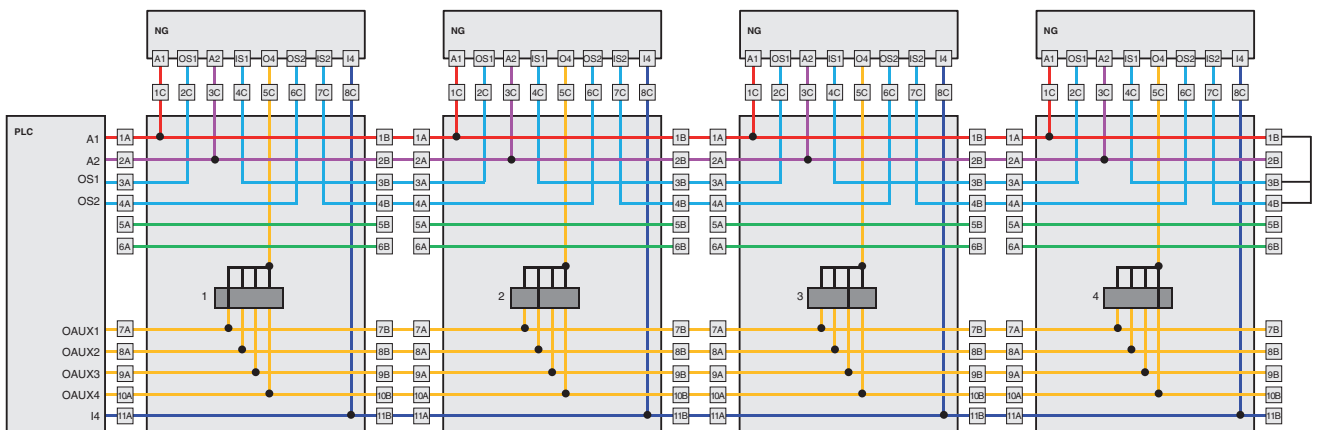 NG NG NG NG
A1 OS1 A2 IS1 O4 OS2 IS2 I4 A1 OS1 A2 IS1 O4 OS2 IS2 I4 A1 OS1 A2 IS1 O4 OS2 IS2 I4 A1 OS1 A2 IS1 O4 OS2 IS2 I4
1C 2C 3C 4C 5C 6C 7C 8C 1C 2C 3C 4C 5C 6C 7C 8C 1C 2C 3C 4C 5C 6C 7C 8C 1C 2C 3C 4C 5C 6C 7C 8C
PLC
A1 1A 1B 1A 1B 1A 1B 1A 1B
A2 2A 2B 2A 2B 2A 2B 2A 2B
OS1 3A 3B 3A 3B 3A 3B 3A 3B
OS2 4A 4B 4A 4B 4A 4B 4A 4B
5A 5B 5A 5B 5A 5B 5A 5B
6A 6B 6A 6B 6A 6B 6A 6B
1 2 3 4
OAUX1 7A 7B 7A 7B 7A 7B 7A 7B
OAUX2 8A 8B 8A 8B 8A 8B 8A 8B
OAUX3 9A 9B 9A 9B 9A 9B 9A 9B
OAUX4 10A 10B 10A 10B 10A 10B 10A 10B
I4 11A 11B 11A 11B 11A 11B 11A 11B